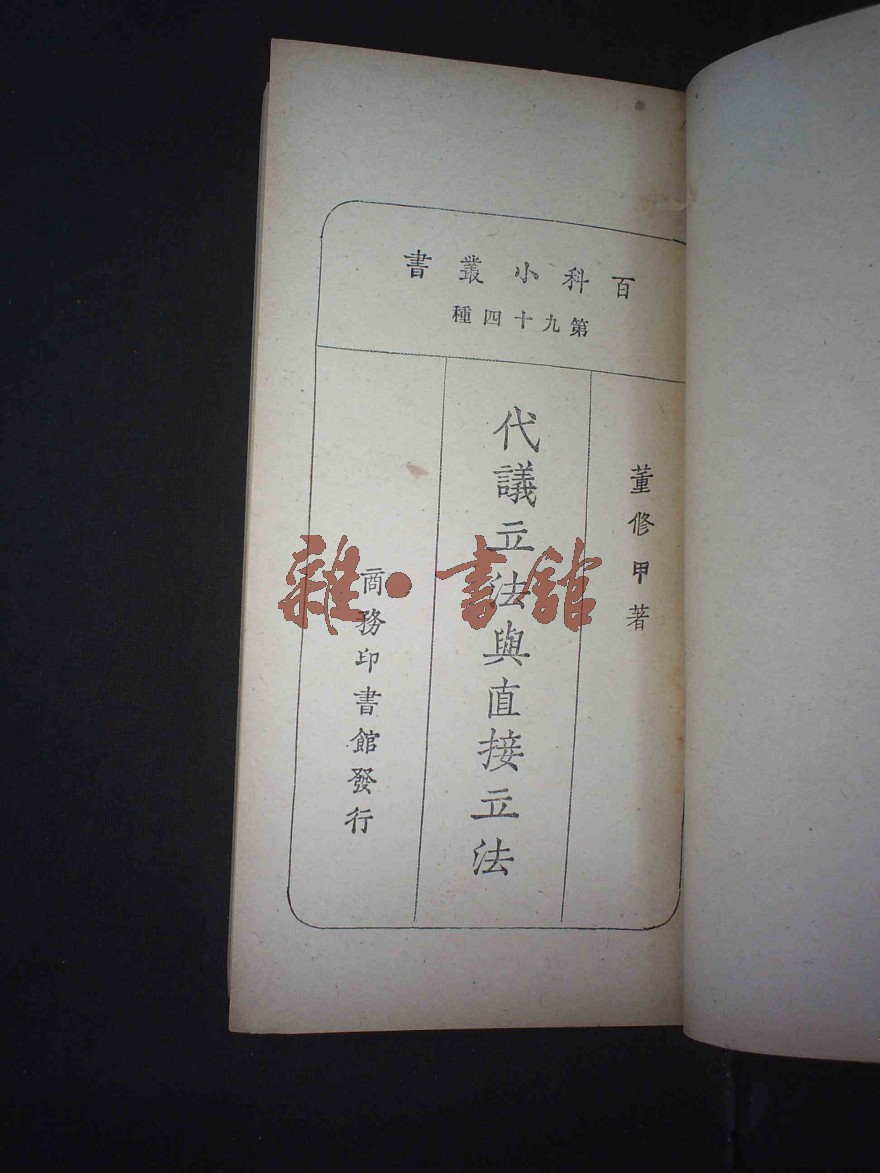 百科小叢書
第九十四種
董修甲著
代議立法與直接立法
商務印書館發行
雜·書館